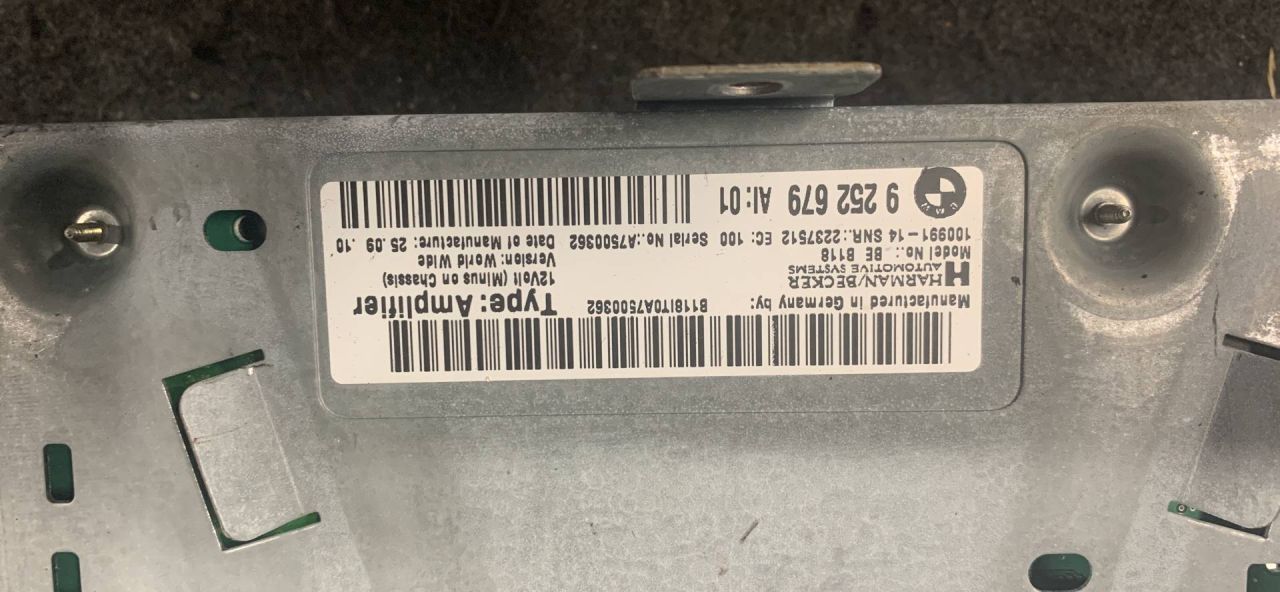 Manufactured in Germany by: B118IT0A7500362 Type: Amplifier
HARMAN/BECKER 12Volt (Minus on Chassis)
AUTOMOTIVE SYSTEMS Version: World Wide
Model No.: BE B118
100991-14 SNR.:2237512 EC: 100 Serial No.:A7500362 Date of Manufacture: 25.09 .10
BMW 9 252 679 AI:01